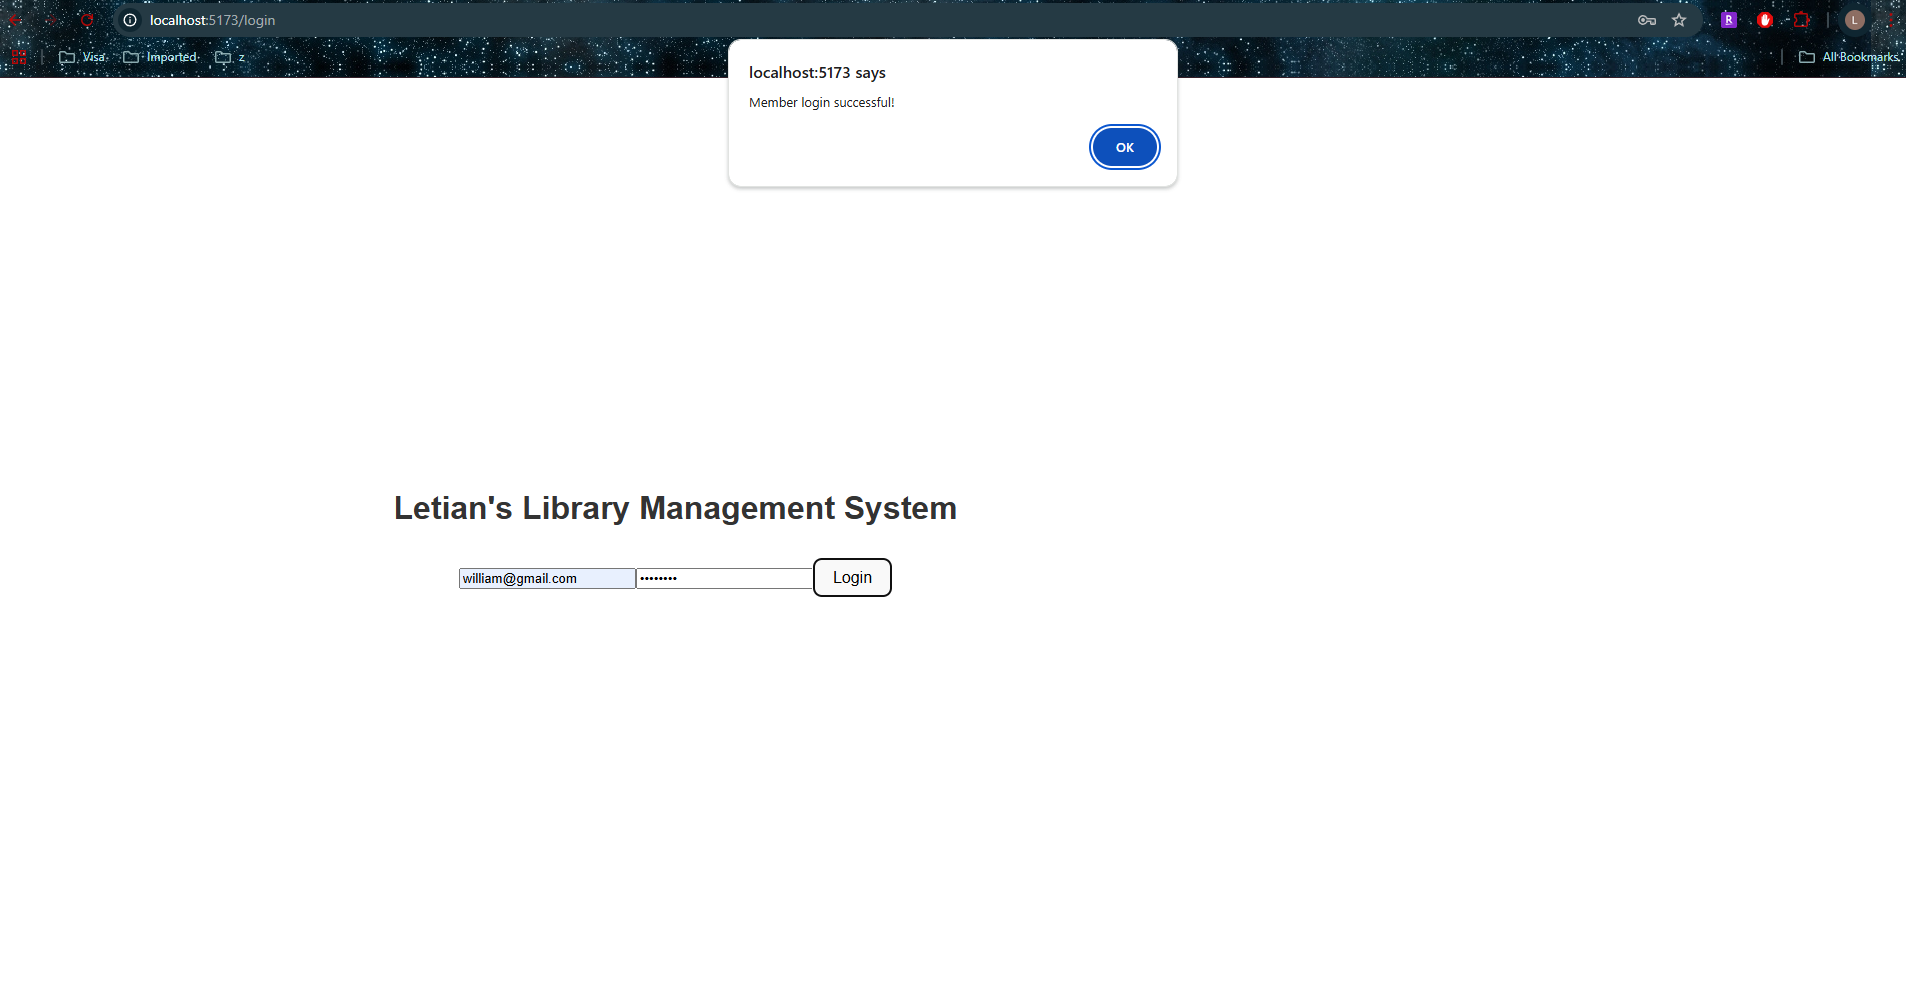 localhost:5173/login
R
L
Visa
Imported
z
All Bookmarks
localhost:5173 says
Member login successful!
OK
Letian's Library Management System
william@gmail.com
••••••••
Login